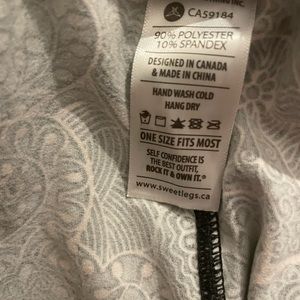 CA59184
90% POLYESTER
10% SPANDEX
DESIGNED IN CANADA
& MADE IN CHINA
HAND WASH COLD
HANG DRY
ONE SIZE FITS MOST
SELF CONFIDENCE IS
THE BEST OUTFIT,
ROCK IT & OWN IT.®
www.sweetlegs.ca